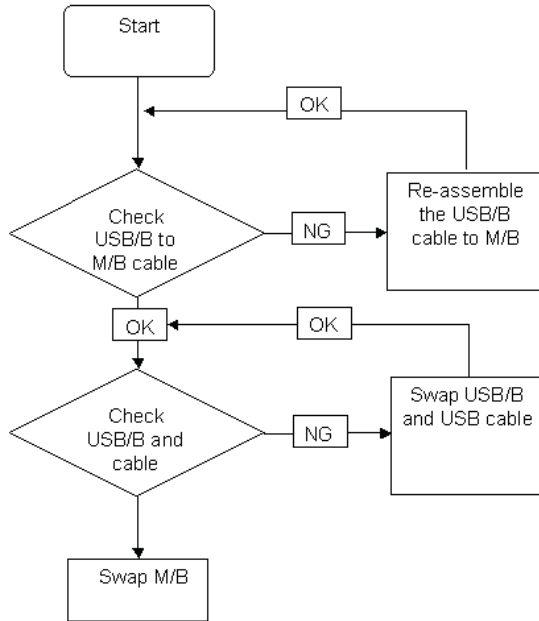 Start
OK
Check
USB/B to
M/B cable
NG
Re-assemble
the USB/B
cable to M/B
OK
OK
Check
USB/B and
cable
NG
Swap USB/B
and USB cable
Swap M/B